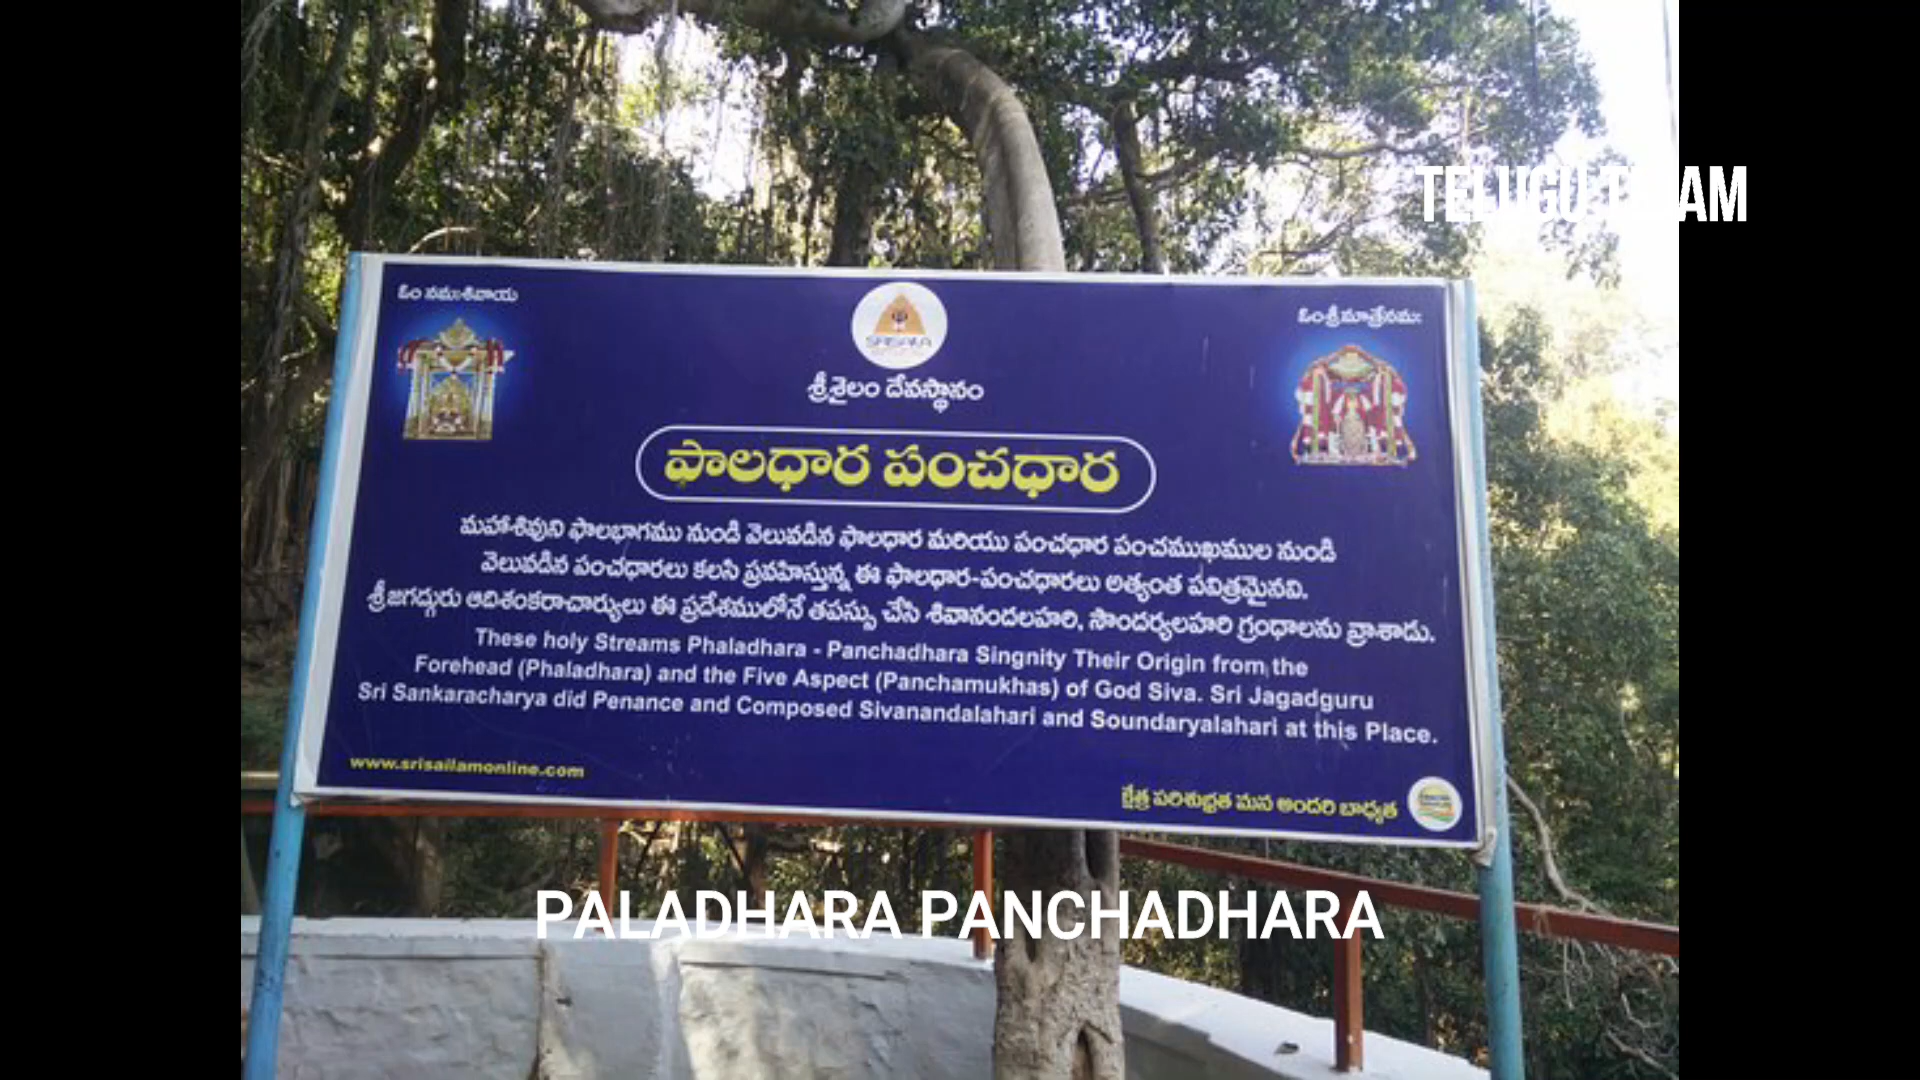 TELUGU TEAM
ఓం నమఃశివాయ
ఓంశ్రీమాత్రేనమః
SRISAILA
శ్రీశైలం దేవస్థానం
ఫాలధార పంచధార
మహాశివుని ఫాలభాగము నుండి వెలువడిన ఫాలధార మరియు పంచధార పంచముఖముల నుండి
వెలువడిన పంచధారలు కలసి ప్రవహిస్తున్న ఈ ఫాలధార-పంచధారలు అత్యంత పవిత్రమైనవి.
శ్రీజగద్గురు ఆదిశంకరాచార్యులు ఈ ప్రదేశములోనే తపస్సు చేసి శివానందలహరి, సౌందర్యలహరి గ్రంధాలను వ్రాశాడు.
These holy Streams Phaladhara - Panchadhara Singnity Their Origin from the
Forehead (Phaladhara) and the Five Aspect (Panchamukhas) of God Siva. Sri Jagadguru
Sri Sankaracharya did Penance and Composed Sivanandalahari and Soundaryalahari at this Place.
www.srisailamonline.com
క్షేత్ర పరిశుభ్రత మన అందరి బాధ్యత
PALADHARA PANCHADHARA